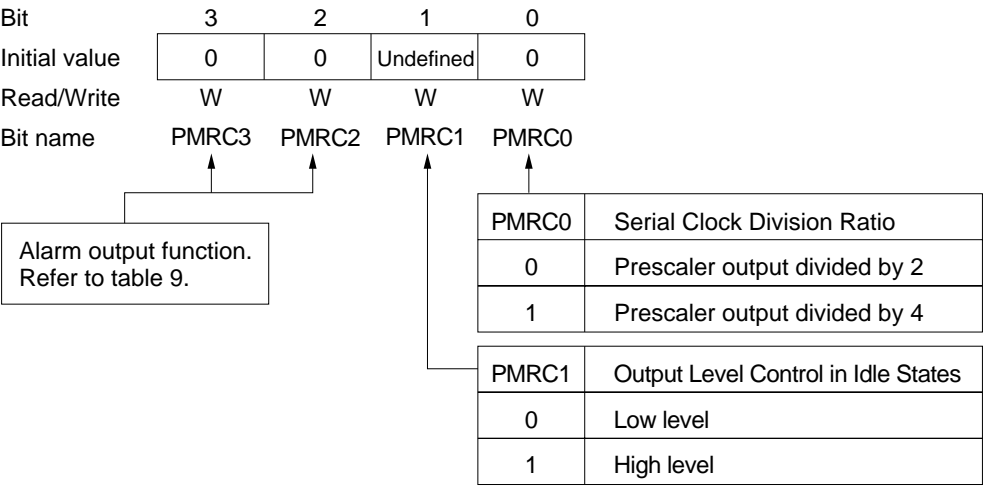 Bit 3 2 1 0
Initial value 0 0 Undefined 0
Read/Write W W W W
Bit name PMRC3 PMRC2 PMRC1 PMRC0
Alarm output function.
Refer to table 9.
PMRC0 Serial Clock Division Ratio
0 Prescaler output divided by 2
1 Prescaler output divided by 4
PMRC1 Output Level Control in Idle States
0 Low level
1 High level